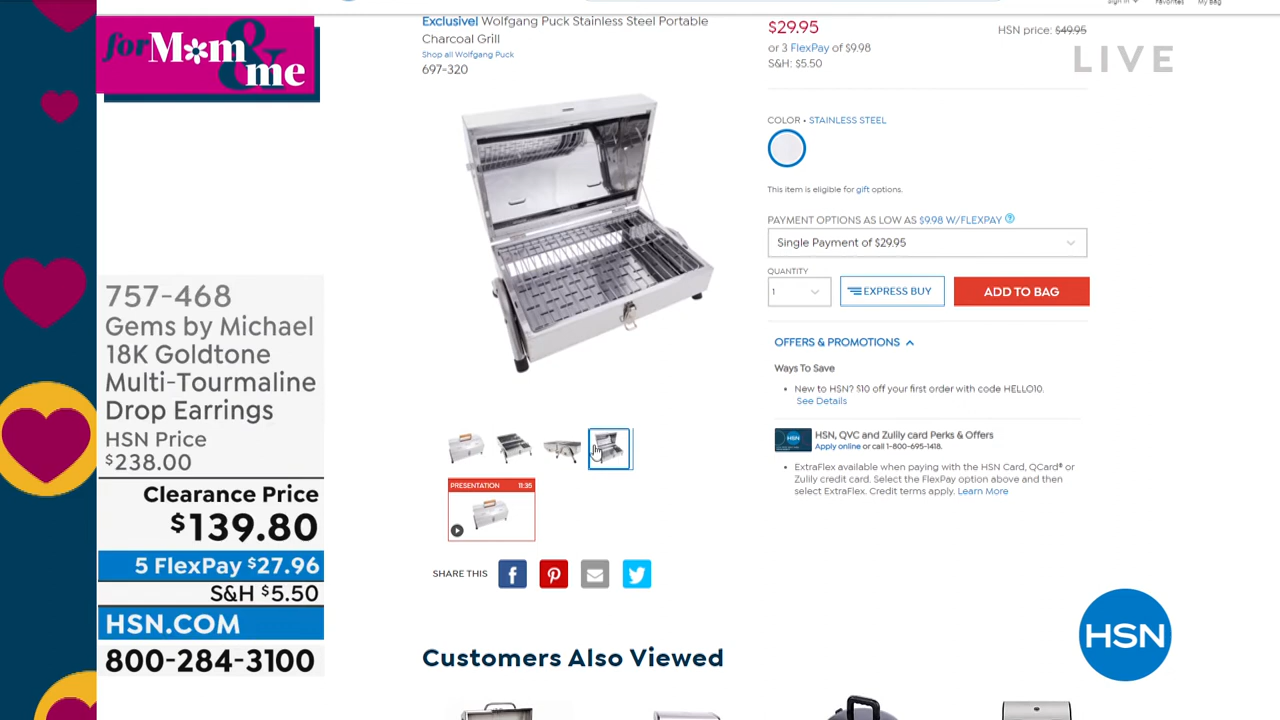 for Mom
&
me
757-468
Gems by Michael
18K Goldtone
Multi-Tourmaline
Drop Earrings
HSN Price
$238.00
Clearance Price
$139.80
5 FlexPay $27.96
S&H $5.50
HSN.COM
800-284-3100
Sign In
Favorites
My Bag
Exclusive! Wolfgang Puck Stainless Steel Portable
Charcoal Grill
Shop all Wolfgang Puck
697-320
$29.95
HSN price: $49.95
or 3 FlexPay of $9.98
S&H: $5.50
LIVE
COLOR • STAINLESS STEEL
This item is eligible for gift options.
PAYMENT OPTIONS AS LOW AS $9.98 W/FLEXPAY ?
Single Payment of $29.95
QUANTITY
1
EXPRESS BUY
ADD TO BAG
OFFERS & PROMOTIONS
Ways To Save
• New to HSN? $10 off your first order with code HELLO10.
See Details
HSN
HSN, QVC and Zulily card Perks & Offers
Apply online or call 1-800-695-1418.
• ExtraFlex available when paying with the HSN Card, QCard® or
Zulily credit card. Select the FlexPay option above and then
select ExtraFlex. Credit terms apply. Learn More
PRESENTATION 11:35
SHARE THIS
Customers Also Viewed
HSN